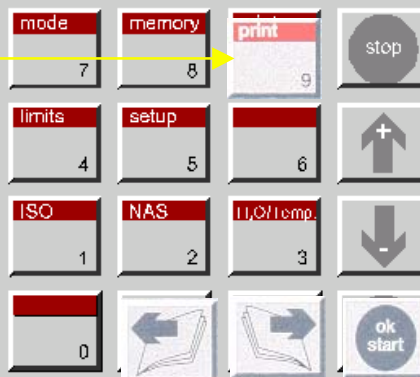 mode memory print
7 8 9 stop
limits setup
4 5 6 +
ISO NAS H₂O/Temp.
1 2 3 -
0 ok
start